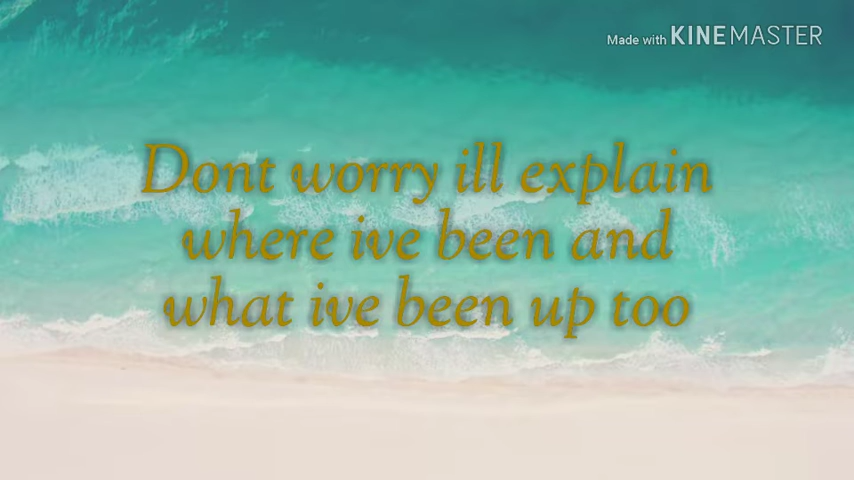 Made with KINEMASTER
Dont worry ill explain
where ive been and
what ive been up too